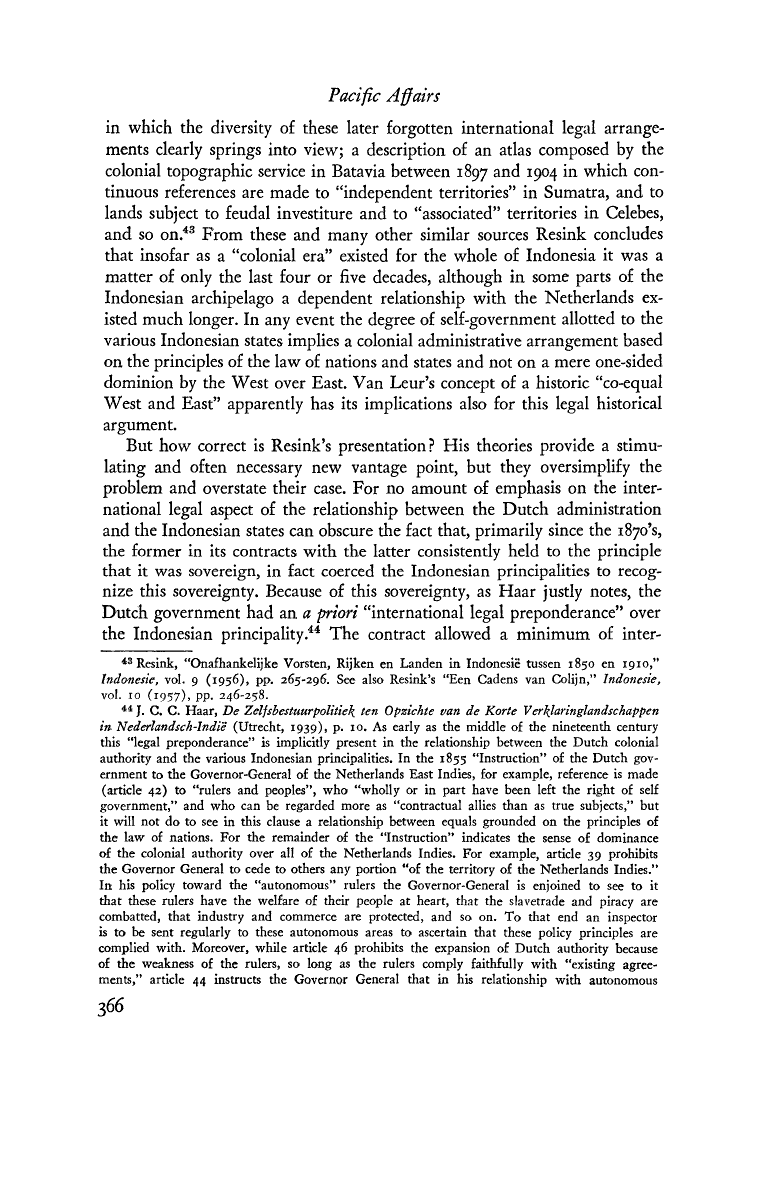 Pacific Affairs
in which the diversity of these later forgotten international legal arrange-
ments clearly springs into view; a description of an atlas composed by the
colonial topographic service in Batavia between 1897 and 1904 in which con-
tinuous references are made to “independent territories” in Sumatra, and to
lands subject to feudal investiture and to “associated” territories in Celebes,
and so on.43 From these and many other similar sources Resink concludes
that insofar as a “colonial era” existed for the whole of Indonesia it was a
matter of only the last four or five decades, although in some parts of the
Indonesian archipelago a dependent relationship with the Netherlands ex-
isted much longer. In any event the degree of self-government allotted to the
various Indonesian states implies a colonial administrative arrangement based
on the principles of the law of nations and states and not on a mere one-sided
dominion by the West over East. Van Leur’s concept of a historic “co-equal
West and East” apparently has its implications also for this legal historical
argument.
But how correct is Resink’s presentation? His theories provide a stimu-
lating and often necessary new vantage point, but they oversimplify the
problem and overstate their case. For no amount of emphasis on the inter-
national legal aspect of the relationship between the Dutch administration
and the Indonesian states can obscure the fact that, primarily since the 1870’s,
the former in its contracts with the latter consistently held to the principle
that it was sovereign, in fact coerced the Indonesian principalities to recog-
nize this sovereignty. Because of this sovereignty, as Haar justly notes, the
Dutch government had an a priori “international legal preponderance” over
the Indonesian principality.44 The contract allowed a minimum of inter-
43 Resink, “Onafhankelijke Vorsten, Rijken en Landen in Indonesië tussen 1850 en 1910,”
Indonesie, vol. 9 (1956), pp. 265-296. See also Resink’s “Een Cadens van Colijn,” Indonesie,
vol. 10 (1957), pp. 246-258.
44 J. C. C. Haar, De Zelfsbestuurpolitiek ten Opzichte van de Korte Verklaringlandschappen
in Nederlandsch-Indië (Utrecht, 1939), p. 10. As early as the middle of the nineteenth century
this “legal preponderance” is implicitly present in the relationship between the Dutch colonial
authority and the various Indonesian principalities. In the 1855 “Instruction” of the Dutch gov-
ernment to the Governor-General of the Netherlands East Indies, for example, reference is made
(article 42) to “rulers and peoples”, who “wholly or in part have been left the right of self
government,” and who can be regarded more as “contractual allies than as true subjects,” but
it will not do to see in this clause a relationship between equals grounded on the principles of
the law of nations. For the remainder of the “Instruction” indicates the sense of dominance
of the colonial authority over all of the Netherlands Indies. For example, article 39 prohibits
the Governor General to cede to others any portion “of the territory of the Netherlands Indies.”
In his policy toward the “autonomous” rulers the Governor-General is enjoined to see to it
that these rulers have the welfare of their people at heart, that the slavetrade and piracy are
combatted, that industry and commerce are protected, and so on. To that end an inspector
is to be sent regularly to these autonomous areas to ascertain that these policy principles are
complied with. Moreover, while article 46 prohibits the expansion of Dutch authority because
of the weakness of the rulers, so long as the rulers comply faithfully with “existing agree-
ments,” article 44 instructs the Governor General that in his relationship with autonomous
366